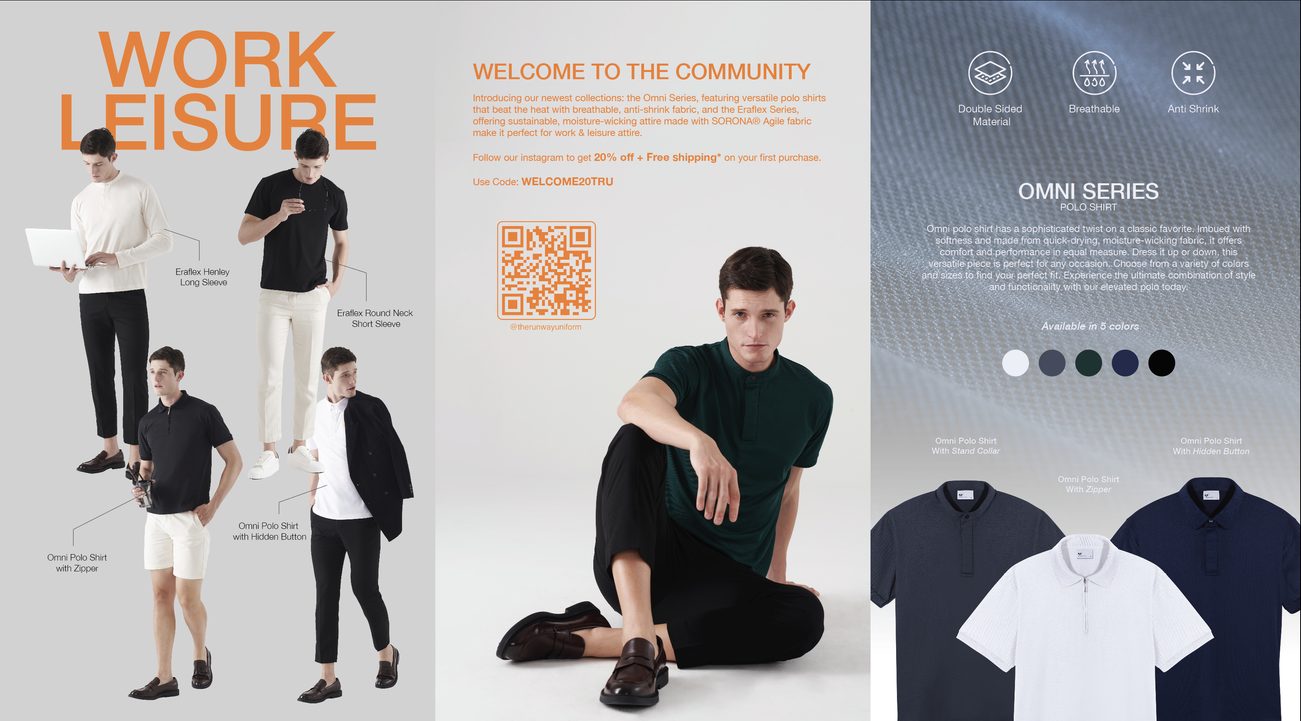 WORK
LEISURE
Eraflex Henley
Long Sleeve
Eraflex Round Neck
Short Sleeve
Omni Polo Shirt
with Hidden Button
Omni Polo Shirt
with Zipper
WELCOME TO THE COMMUNITY
Introducing our newest collections: the Omni Series, featuring versatile polo shirts
that beat the heat with breathable, anti-shrink fabric, and the Eraflex Series,
offering sustainable, moisture-wicking attire made with SORONA® Agile fabric
make it perfect for work & leisure attire.
Follow our instagram to get 20% off + Free shipping* on your first purchase.
Use Code: WELCOME20TRU
@therunwayuniform
Double Sided
Material
Breathable
Anti Shrink
OMNI SERIES
POLO SHIRT
Omni polo shirt has a sophisticated twist on a classic favorite. Imbued with
softness and made from quick-drying, moisture-wicking fabric, it offers
comfort and performance in equal measure. Dress it up or down, this
versatile piece is perfect for any occasion. Choose from a variety of colors
and sizes to find your perfect fit. Experience the ultimate combination of style
and functionality with our elevated polo today.
Available in 5 colors
Omni Polo Shirt
With Stand Collar
Omni Polo Shirt
With Zipper
Omni Polo Shirt
With Hidden Button